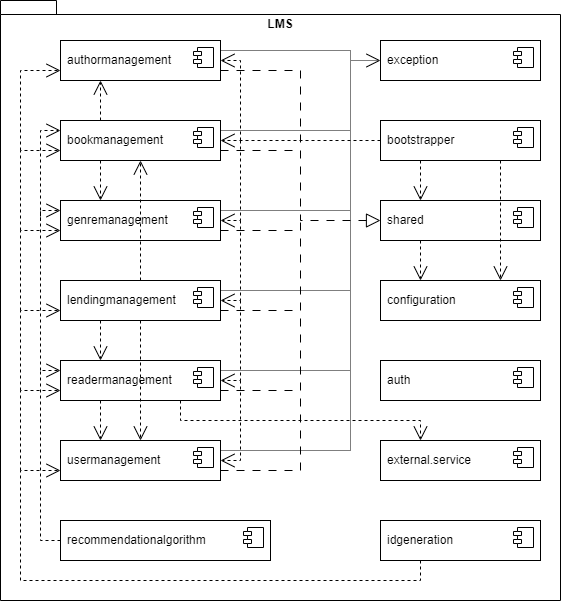 LMS
authormanagement
exception
bookmanagement
bootstrapper
genremanagement
shared
lendingmanagement
configuration
readermanagement
auth
usermanagement
external.service
recommendationalgorithm
idgeneration